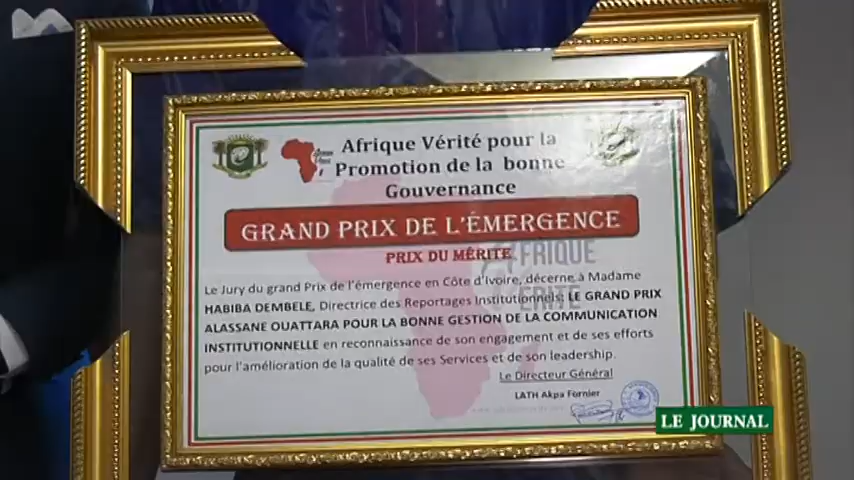 Afrique Vérité pour la
Promotion de la bonne
Gouvernance
GRAND PRIX DE L'ÉMERGENCE
PRIX DU MÉRITE
AFRIQUE
VÉRITÉ
Le Jury du grand Prix de l'émergence en Côte d'Ivoire, décerne à Madame
HABIBA DEMBELE, Directrice des Reportages Institutionnels; LE GRAND PRIX
ALASSANE OUATTARA POUR LA BONNE GESTION DE LA COMMUNICATION
INSTITUTIONNELLE en reconnaissance de son engagement et de ses efforts
pour l'amélioration de la qualité de ses Services et de son leadership.
Le Directeur Général
LATH Akpa Fornier
LE JOURNAL